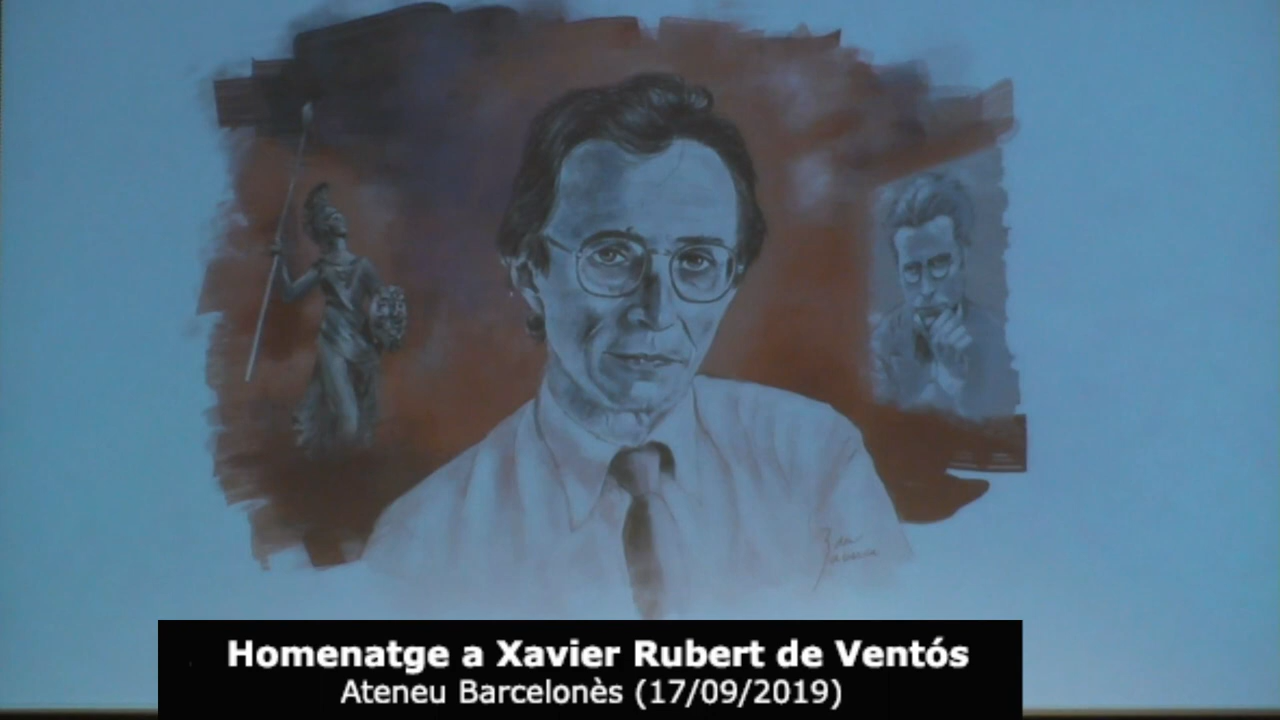 Homenatge a Xavier Rubert de Ventós
Ateneu Barcelonès (17/09/2019)